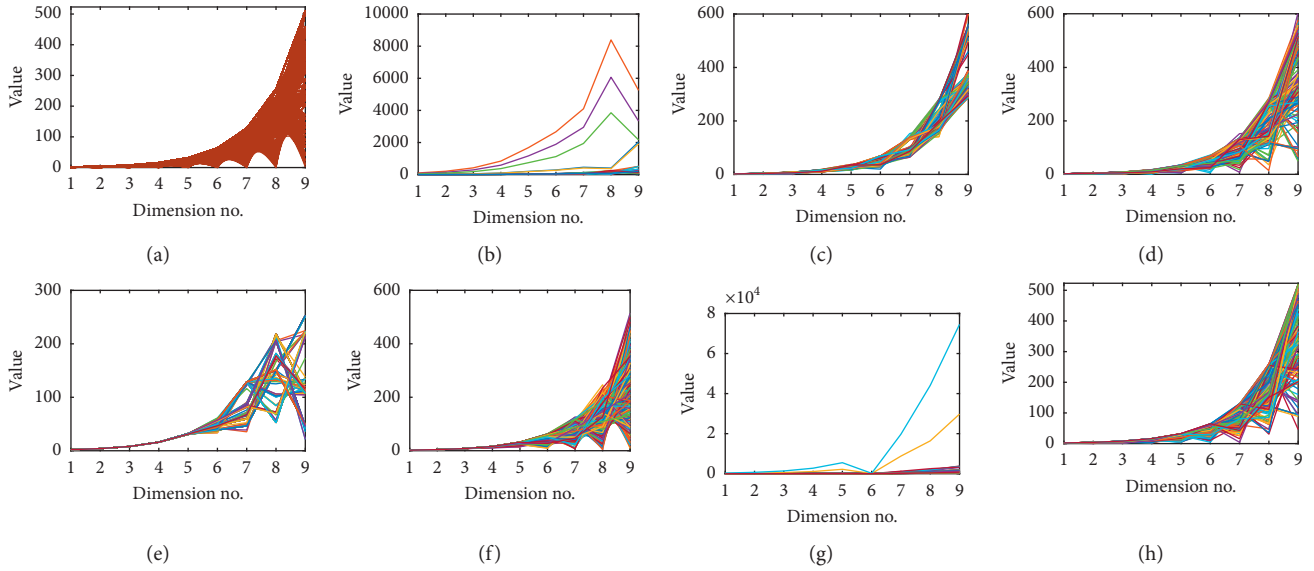 500
400
300
200
100
0
Value
1 2 3 4 5 6 7 8 9
Dimension no.
(a)
10000
8000
6000
4000
2000
0
Value
1 2 3 4 5 6 7 8 9
Dimension no.
(b)
600
400
200
0
Value
1 2 3 4 5 6 7 8 9
Dimension no.
(c)
600
400
200
0
Value
1 2 3 4 5 6 7 8 9
Dimension no.
(d)
300
200
100
0
Value
1 2 3 4 5 6 7 8 9
Dimension no.
(e)
600
400
200
0
Value
1 2 3 4 5 6 7 8 9
Dimension no.
(f)
×10⁴
8
6
4
2
0
Value
1 2 3 4 5 6 7 8 9
Dimension no.
(g)
500
400
300
200
100
0
Value
1 2 3 4 5 6 7 8 9
Dimension no.
(h)